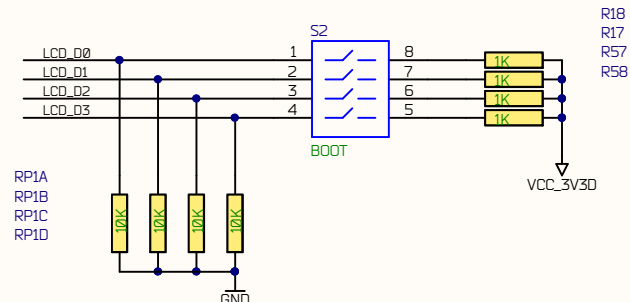 S2
R18
R17
R57
R58
LCD_D0
LCD_D1
LCD_D2
LCD_D3
1
2
3
4
8
7
6
5
1K
1K
1K
1K
BOOT
VCC_3V3D
RP1A
RP1B
RP1C
RP1D
10K
10K
10K
10K
GND